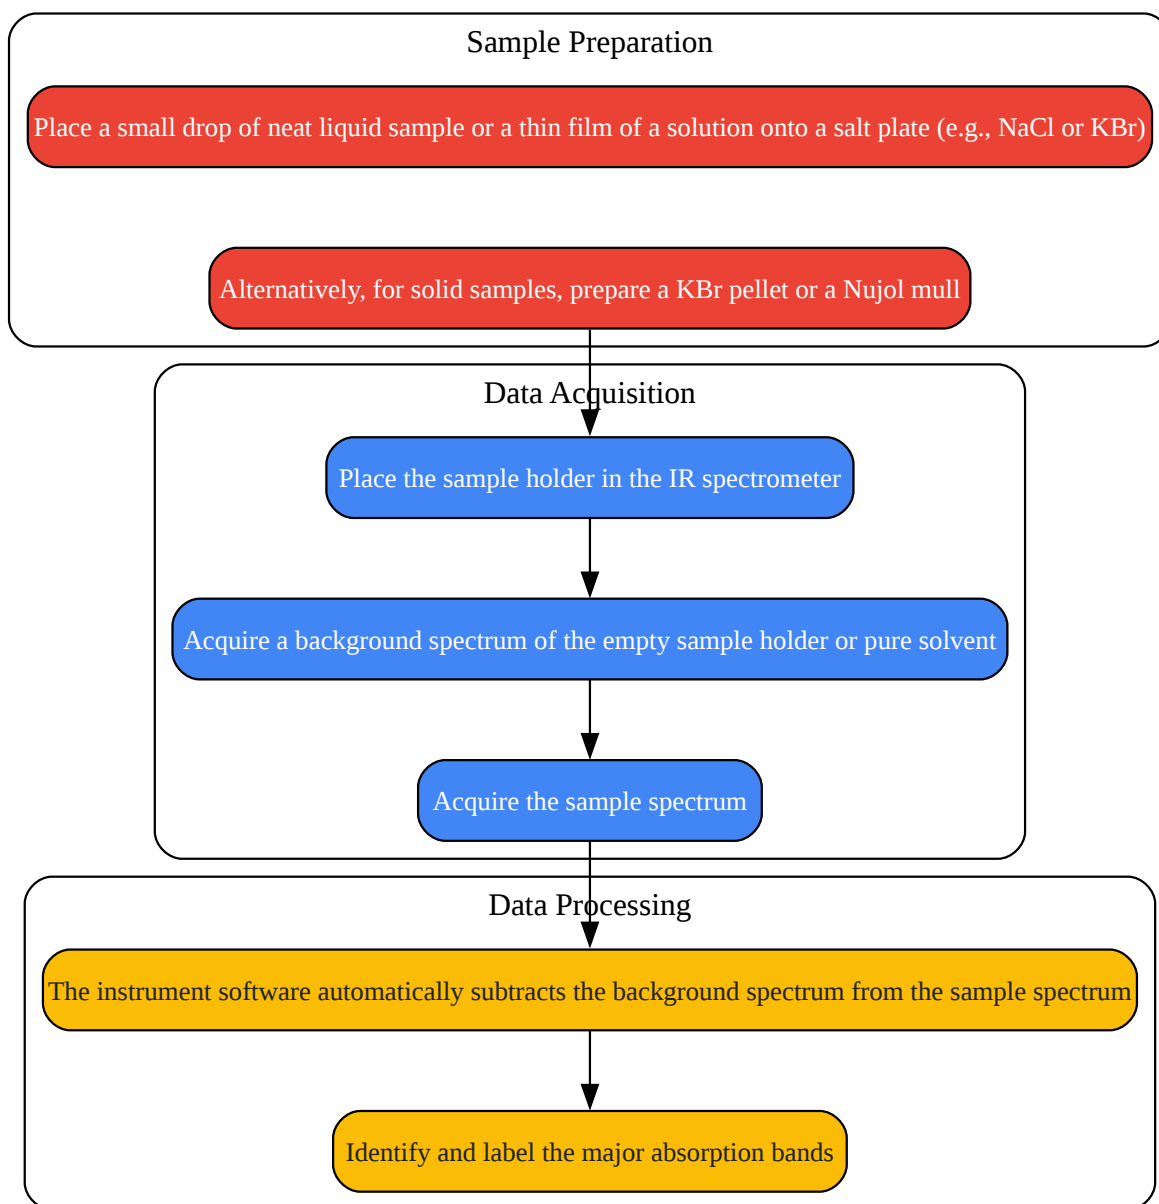 Sample Preparation
Place a small drop of neat liquid sample or a thin film of a solution onto a salt plate (e.g., NaCl or KBr)
Alternatively, for solid samples, prepare a KBr pellet or a Nujol mull
Data Acquisition
Place the sample holder in the IR spectrometer
Acquire a background spectrum of the empty sample holder or pure solvent
Acquire the sample spectrum
Data Processing
The instrument software automatically subtracts the background spectrum from the sample spectrum
Identify and label the major absorption bands